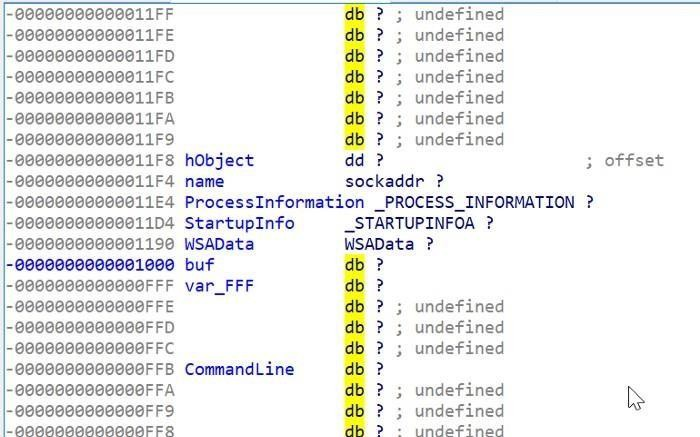 -00000000000011FF db ? ; undefined
-00000000000011FE db ? ; undefined
-00000000000011FD db ? ; undefined
-00000000000011FC db ? ; undefined
-00000000000011FB db ? ; undefined
-00000000000011FA db ? ; undefined
-00000000000011F9 db ? ; undefined
-00000000000011F8 hObject dd ? ; offset
-00000000000011F4 name sockaddr ?
-00000000000011E4 ProcessInformation _PROCESS_INFORMATION ?
-00000000000011D4 StartupInfo _STARTUPINFOA ?
-0000000000001190 WSAData WSAData ?
-0000000000001000 buf db ?
-0000000000000FFF var_FFF db ?
-0000000000000FFE db ? ; undefined
-0000000000000FFD db ? ; undefined
-0000000000000FFC db ? ; undefined
-0000000000000FFB CommandLine db ?
-0000000000000FFA db ? ; undefined
-0000000000000FF9 db ? ; undefined
-0000000000000FF8 db ? ; undefined